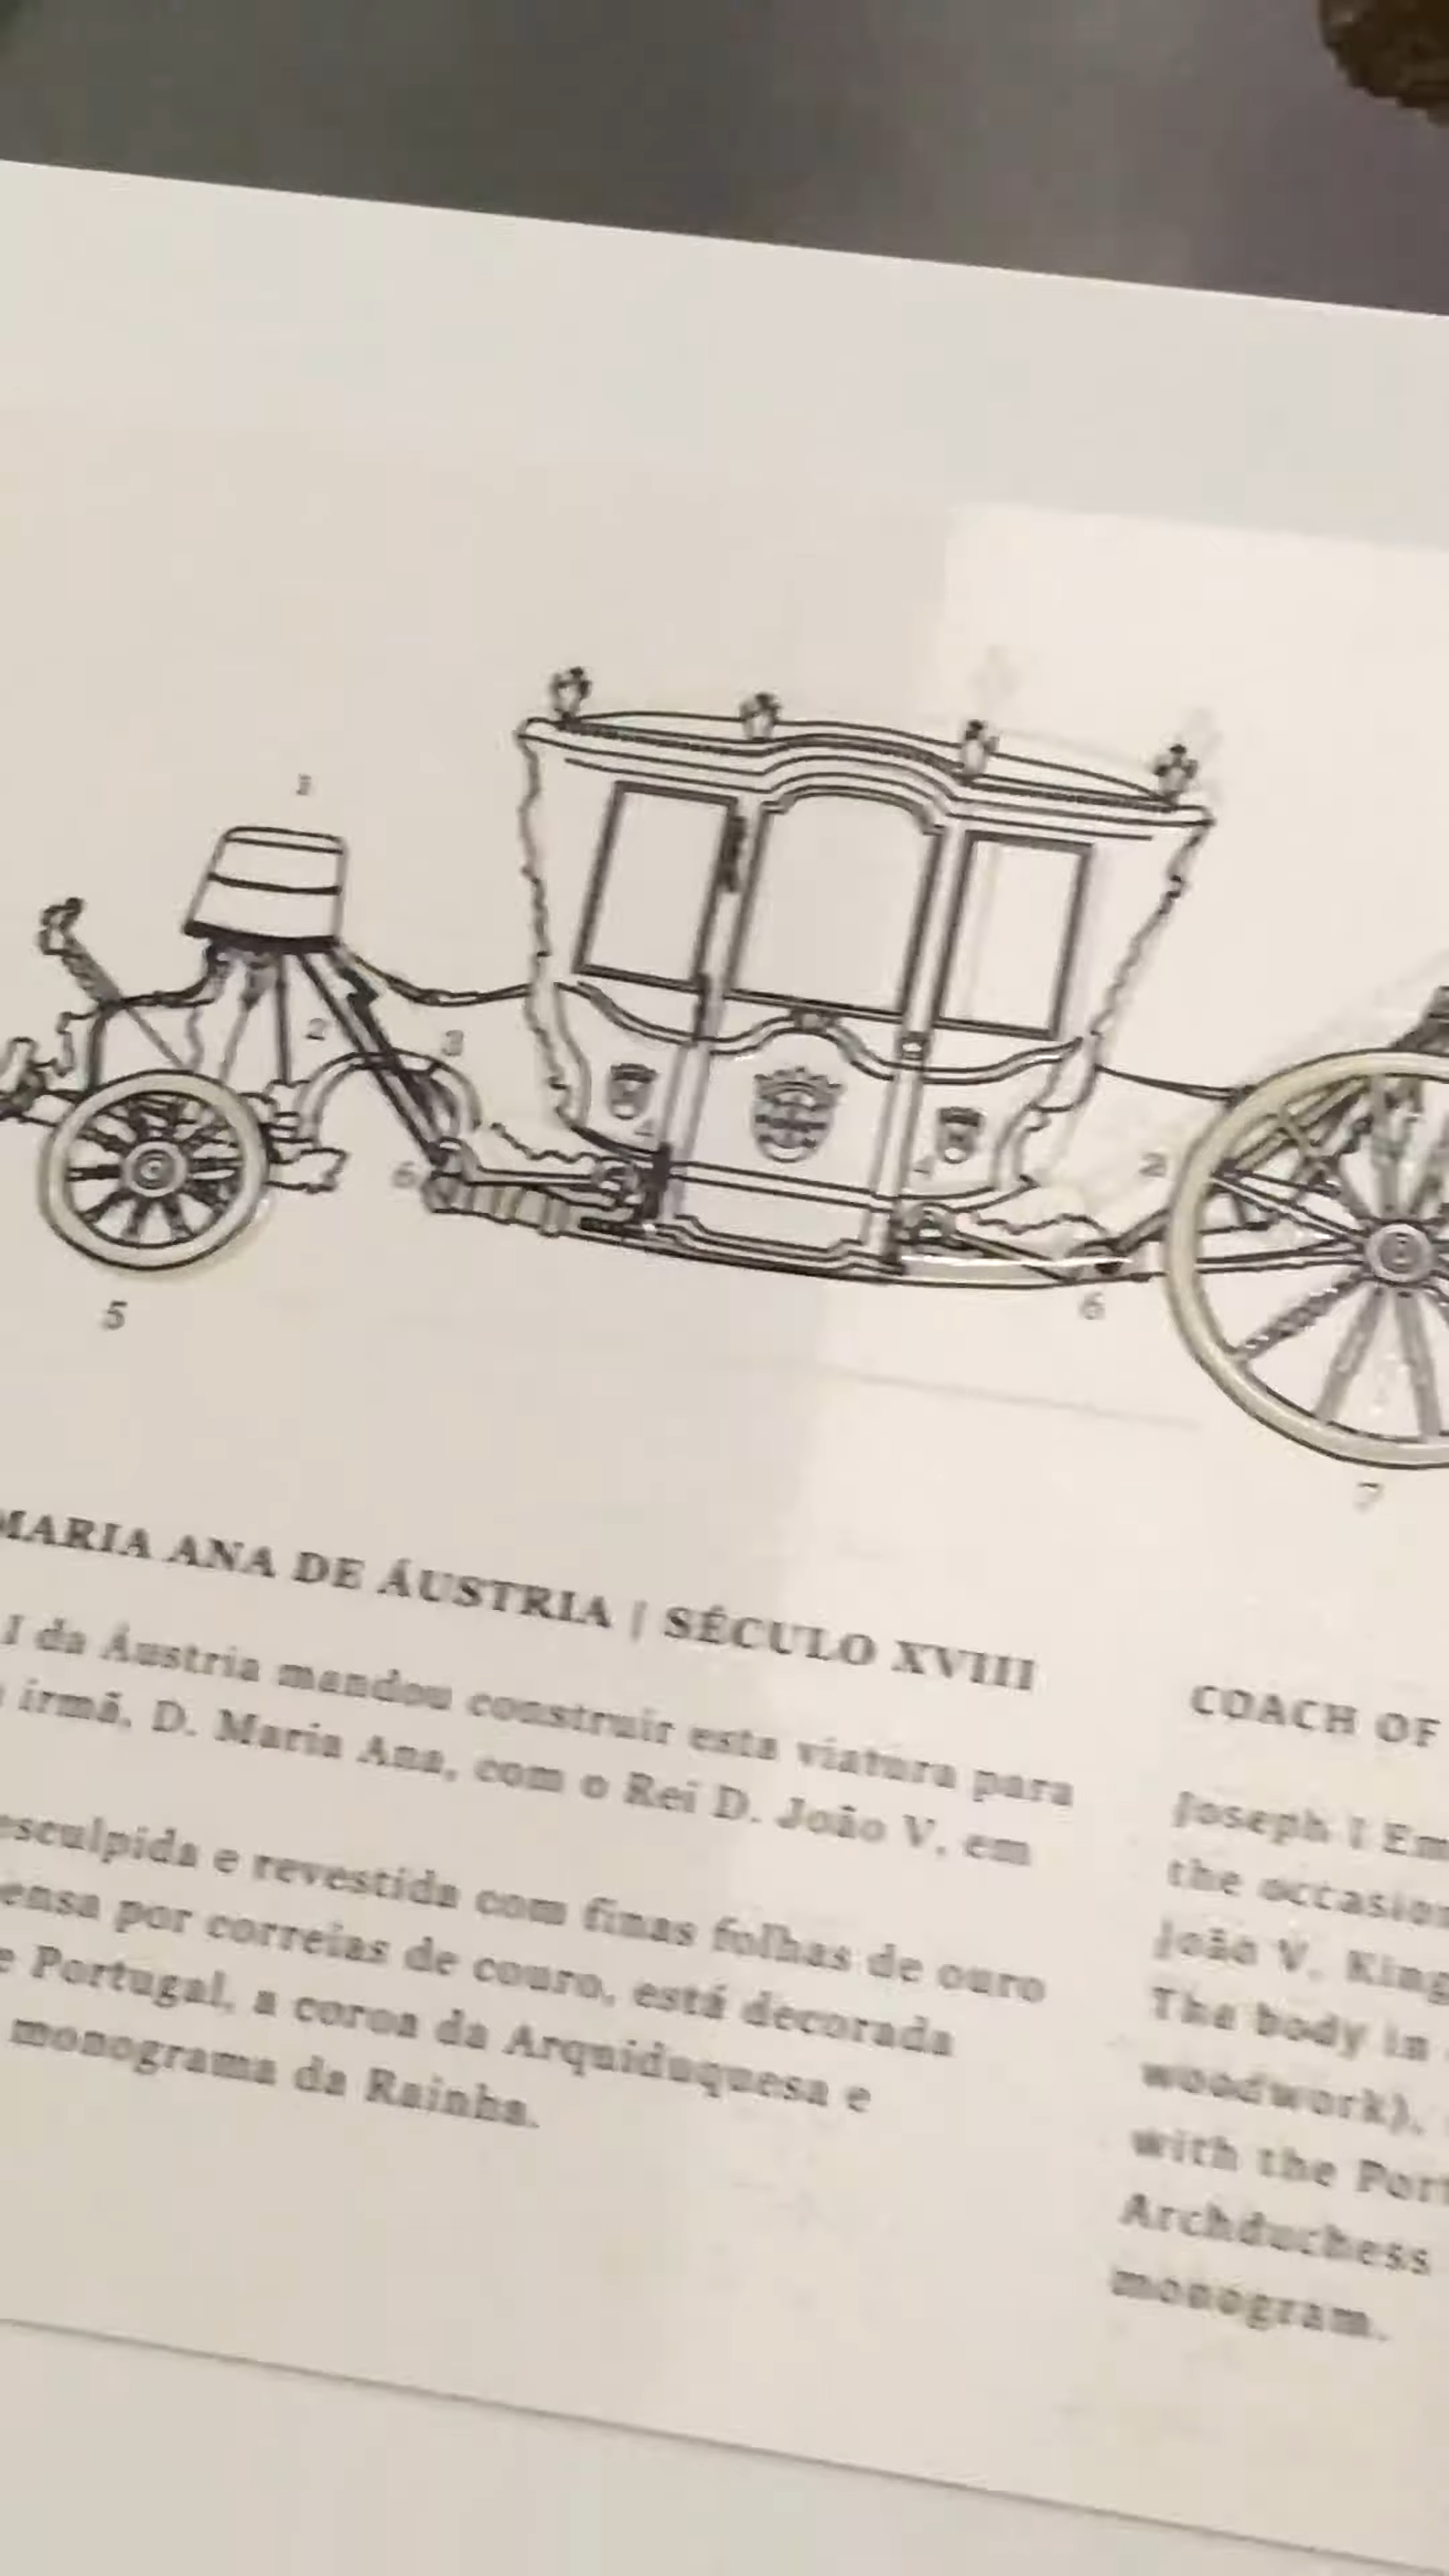 1
2
3
4
4
2
6
6
5
7
MARIA ANA DE ÁUSTRIA | SÉCULO XVIII
I da Áustria mandou construir esta viatura para
irmã, D. Maria Ana, com o Rei D. João V, em
esculpida e revestida com finas folhas de ouro
ensa por correias de couro, está decorada
e Portugal, a coroa da Arquiduquesa e
monograma da Rainha.
COACH OF
Joseph I Em
the occasion
João V, King
The body in
woodwork),
with the Port
Archduchess
monogram.